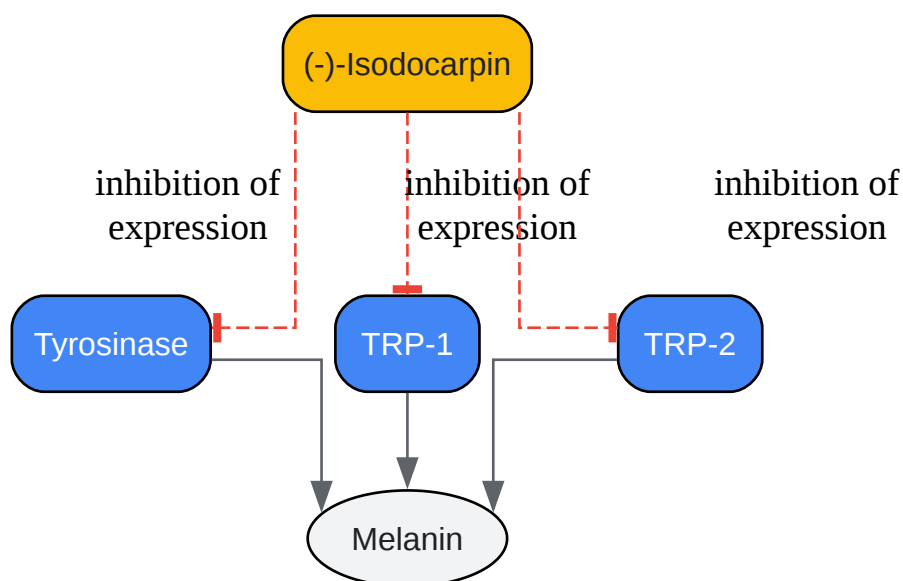 (-)-Isodocarpin
inhibition of
expression
inhibition of
expression
inhibition of
expression
Tyrosinase
TRP-1
TRP-2
Melanin